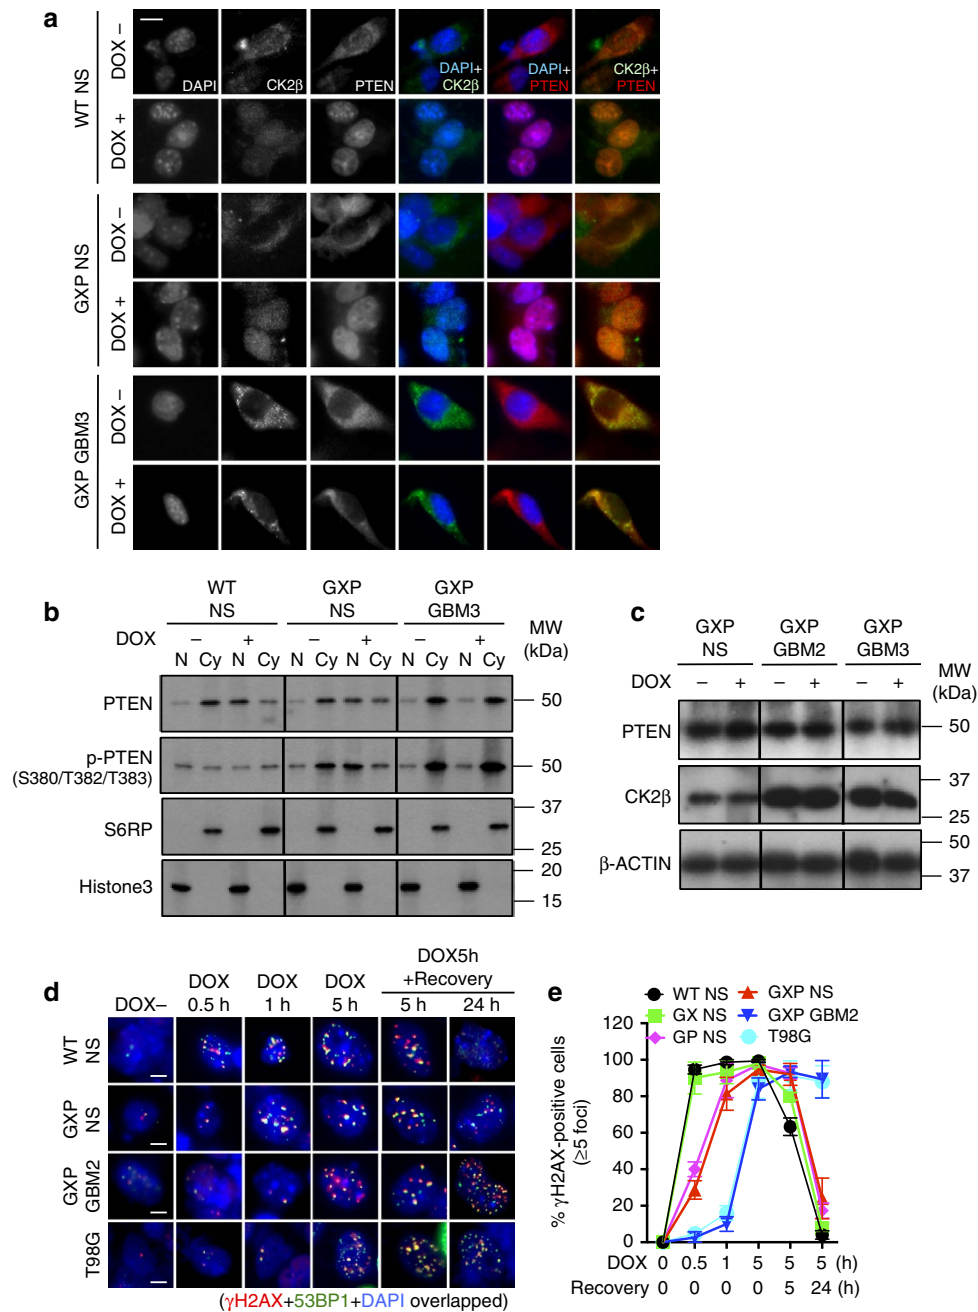 a
WT NS
DOX –
DAPI
CK2β
PTEN
DAPI+
CK2β
DAPI+
PTEN
CK2β+
PTEN
DOX +
GXP NS
DOX –
DOX +
GXP GBM3
DOX –
DOX +
b
WT
NS
GXP
NS
GXP
GBM3
MW
(kDa)
DOX – + – + – +
N Cy N Cy N Cy N Cy N Cy N Cy
PTEN
50
p-PTEN
(S380/T382/T383)
50
S6RP
37
25
Histone3
20
15
c
GXP
NS
GXP
GBM2
GXP
GBM3
MW
(kDa)
DOX – + – + – +
PTEN
50
CK2β
37
25
β-ACTIN
50
37
d
DOX–
DOX
0.5 h
DOX
1 h
DOX
5 h
DOX5h
+Recovery
5 h 24 h
WT
NS
GXP
NS
GXP
GBM2
T98G
(γH2AX+53BP1+DAPI overlapped)
e
WT NS
GX NS
GP NS
GXP NS
GXP GBM2
T98G
% γH2AX-positive cells
(≥5 foci)
120
100
80
60
40
20
0
DOX 0 0.5 1 5 5 5 (h)
Recovery 0 0 0 0 5 24 (h)